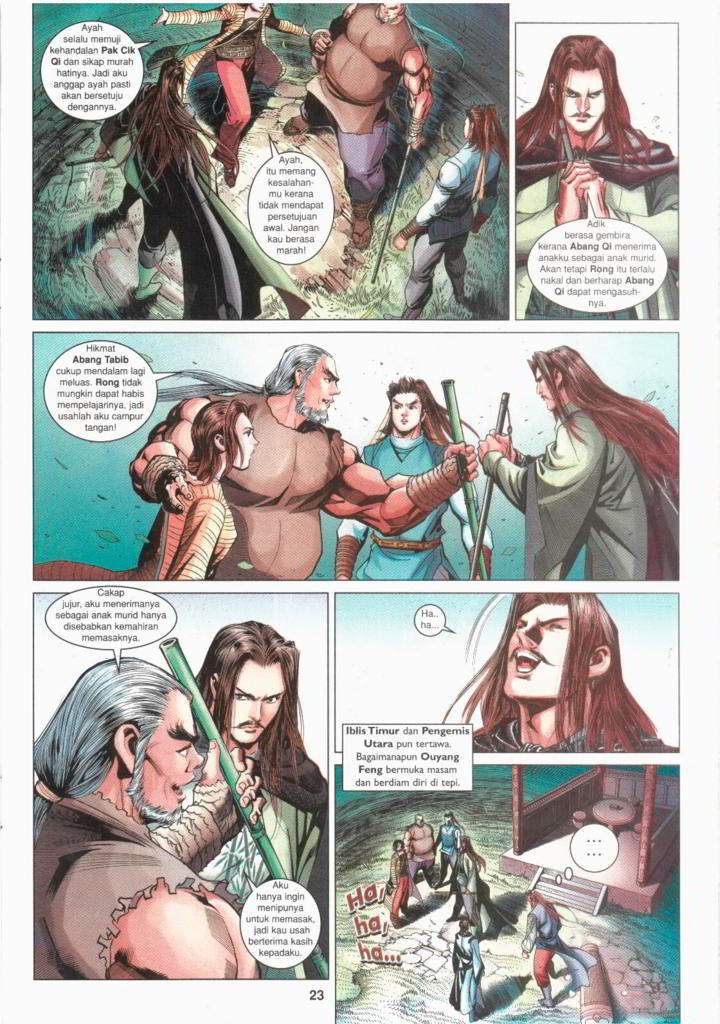 Ayah
selalu memuji
kehandalan Pak Cik
Qi dan sikap murah
hatinya. Jadi aku
anggap ayah pasti
akan bersetuju
dengannya.
Ayah,
itu memang
kesalahan-
mu kerana
tidak mendapat
persetujuan
awal. Jangan
kau berasa
marah!
Adik
berasa gembira
kerana Abang Qi menerima
anakku sebagai anak murid.
Akan tetapi Rong itu terlalu
nakal dan berharap Abang
Qi dapat mengasuh-
nya.
Hikmat
Abang Tabib
cukup mendalam lagi
meluas. Rong tidak
mungkin dapat habis
mempelajarinya, jadi
usahlah aku campur
tangan!
Cakap
jujur, aku menerimanya
sebagai anak murid hanya
disebabkan kemahiran
memasaknya.
Aku
hanya ingin
menipunya
untuk memasak,
jadi kau usah
berterima kasih
kepadaku.
Ha..
ha...
Iblis Timur dan Pengemis
Utara pun tertawa.
Bagaimanapun Ouyang
Feng bermuka masam
dan berdiam diri di tepi.
...
...
Ha,
ha,
ha...
23